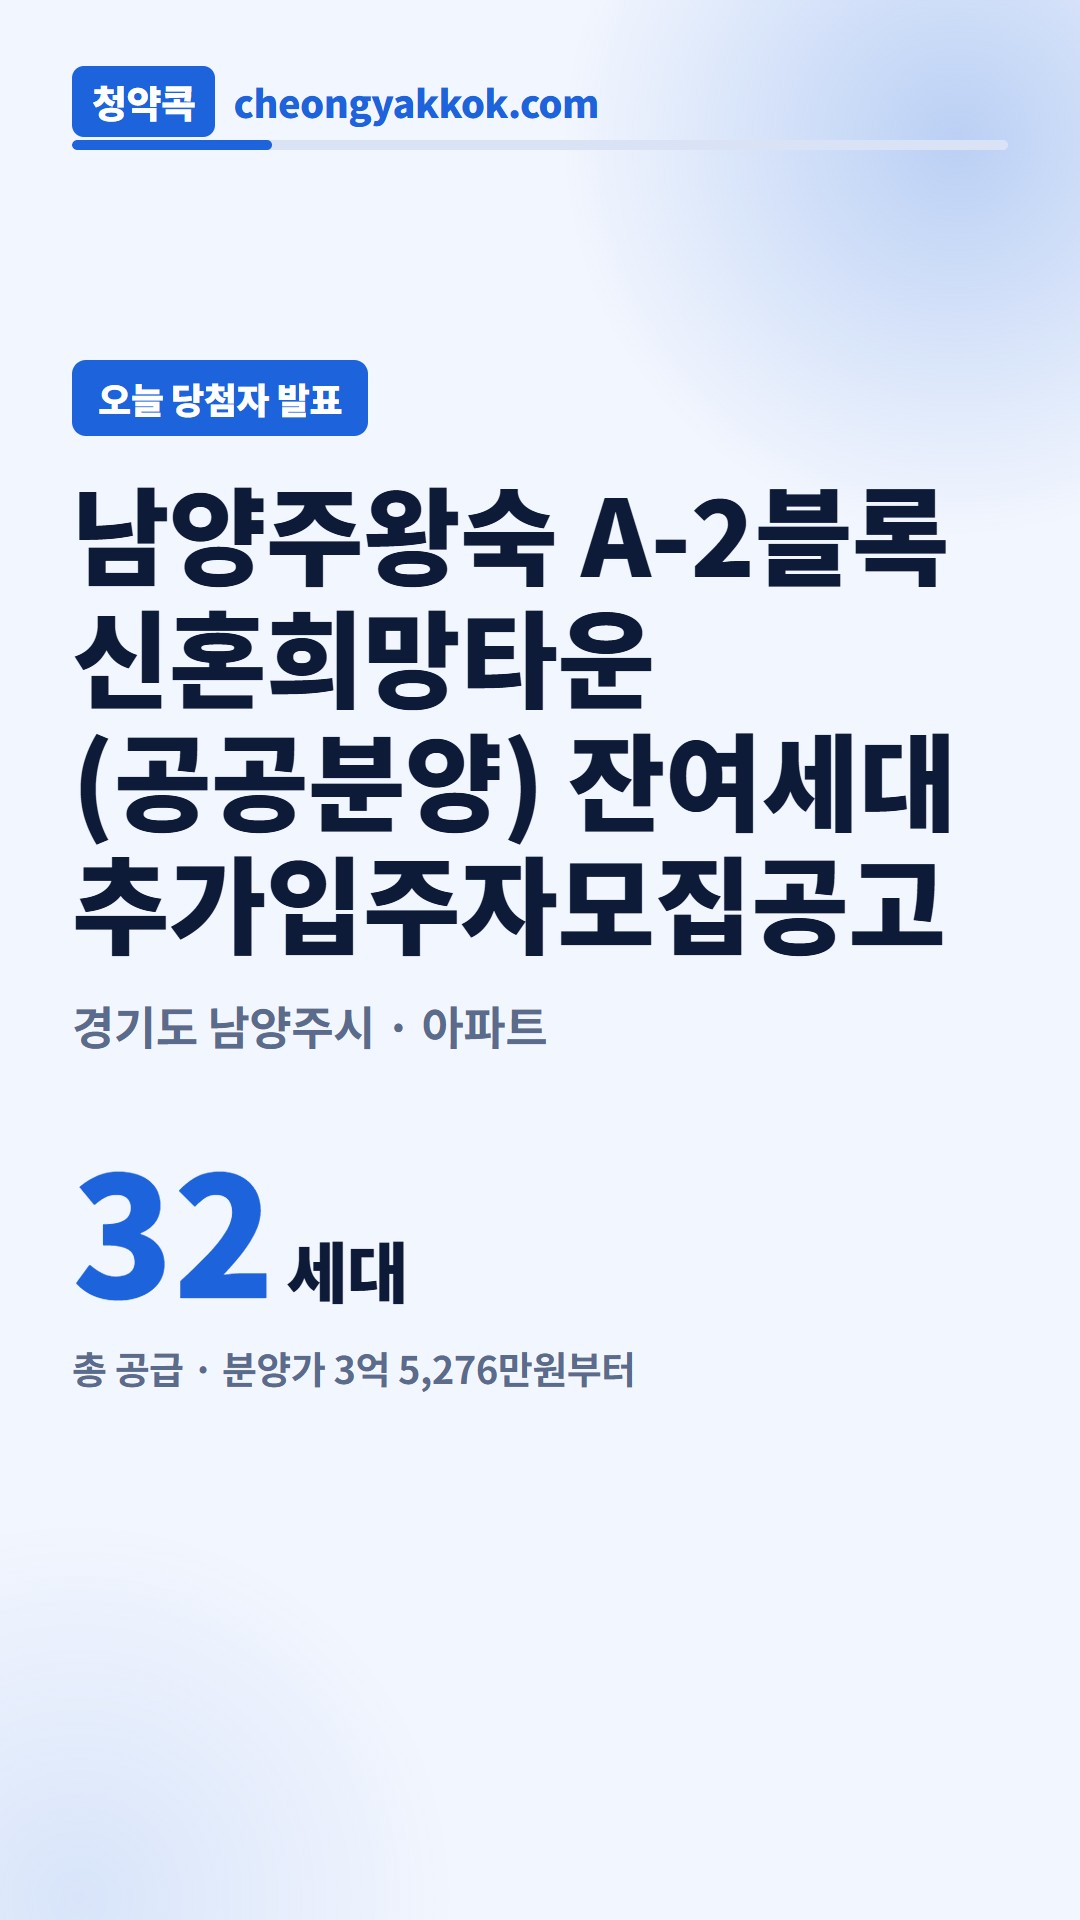 청약콕 cheongyakkok.com
오늘 당첨자 발표
남양주왕숙 A-2블록
신혼희망타운
(공공분양) 잔여세대
추가입주자모집공고
경기도 남양주시 · 아파트
32 세대
총 공급 · 분양가 3억 5,276만원부터